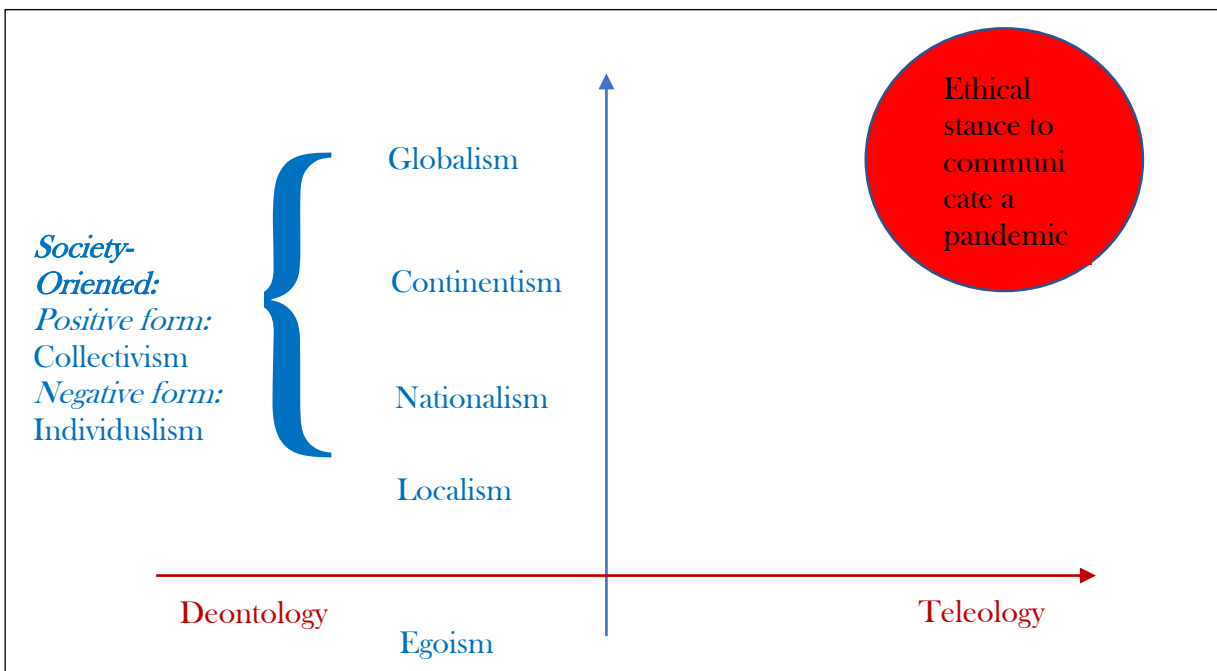 Society-
Oriented:
Positive form:
Collectivism
Negative form:
Individuslism
Globalism
Continentism
Nationalism
Localism
Egoism
Deontology
Teleology
Ethical
stance to
communi
cate a
pandemic